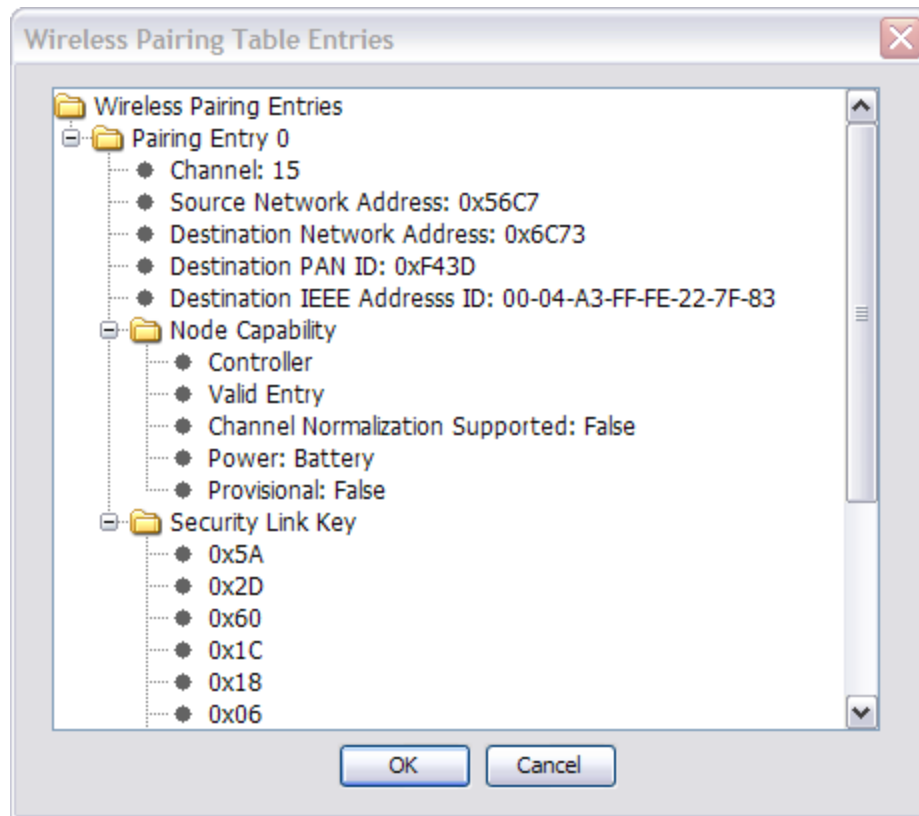 Wireless Pairing Table Entries
Wireless Pairing Entries
Pairing Entry 0
Channel: 15
Source Network Address: 0x56C7
Destination Network Address: 0x6C73
Destination PAN ID: 0xF43D
Destination IEEE Addresss ID: 00-04-A3-FF-FE-22-7F-83
Node Capability
Controller
Valid Entry
Channel Normalization Supported: False
Power: Battery
Provisional: False
Security Link Key
0x5A
0x2D
0x60
0x1C
0x18
0x06
OK Cancel